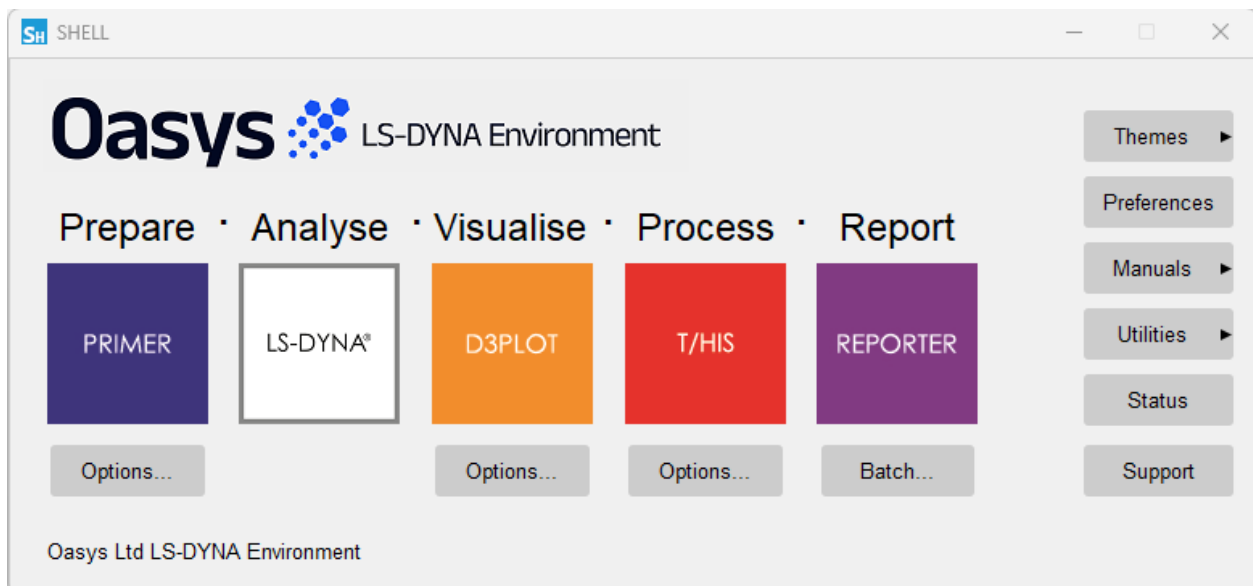 SH SHELL
Oasys LS-DYNA Environment
Themes
Preferences
Manuals
Utilities
Status
Support
Prepare · Analyse · Visualise · Process · Report
PRIMER LS-DYNA® D3PLOT T/HIS REPORTER
Options... Options... Options... Batch...
Oasys Ltd LS-DYNA Environment